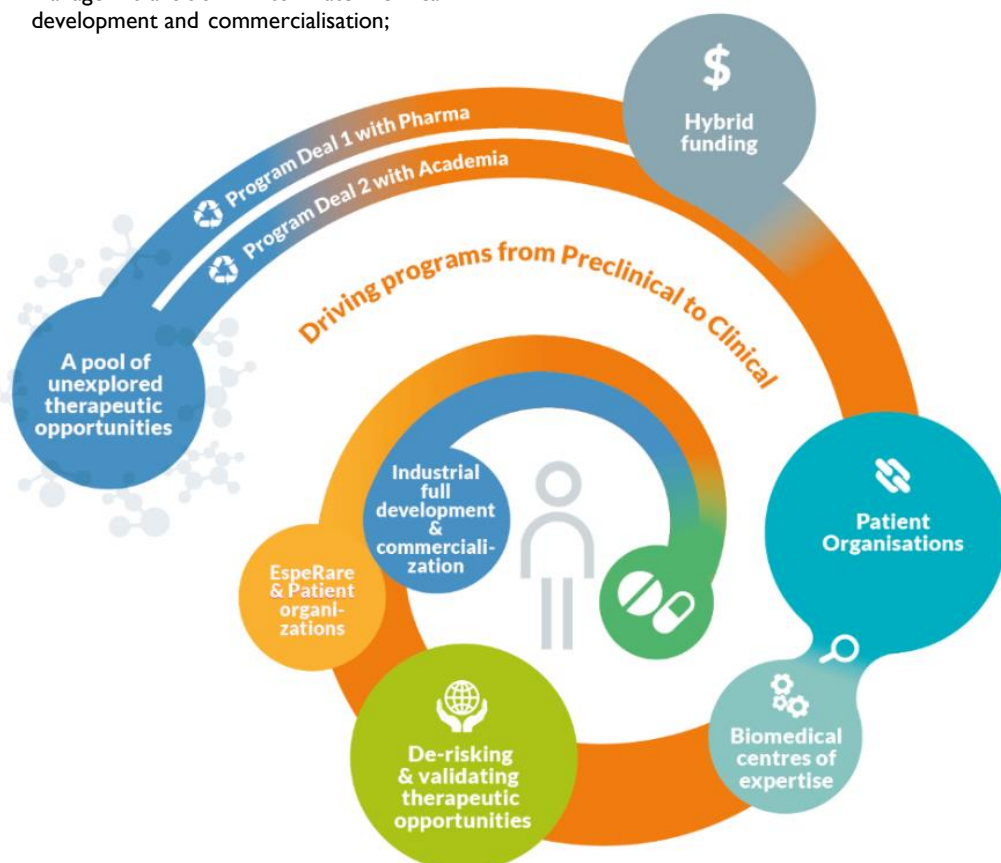 development and commercialisation;
$
Hybrid
funding
Program Deal 1 with Pharma
Program Deal 2 with Academia
Driving programs from Preclinical to Clinical
A pool of
unexplored
therapeutic
opportunities
Industrial
full
development
&
commerciali-
zation
Patient
Organisations
EspeRare
& Patient
organi-
zations
Biomedical
centres of
expertise
De-risking
& validating
therapeutic
opportunities